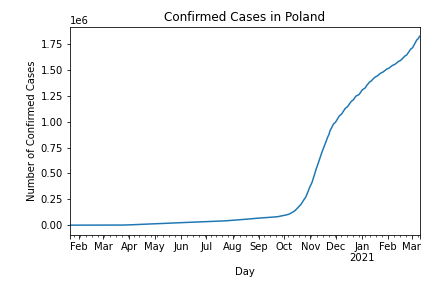 Confirmed Cases in Poland
1e6
1.75
1.50
1.25
1.00
0.75
0.50
0.25
0.00
Number of Confirmed Cases
Feb Mar Apr May Jun Jul Aug Sep Oct Nov Dec Jan Feb Mar
2021
Day